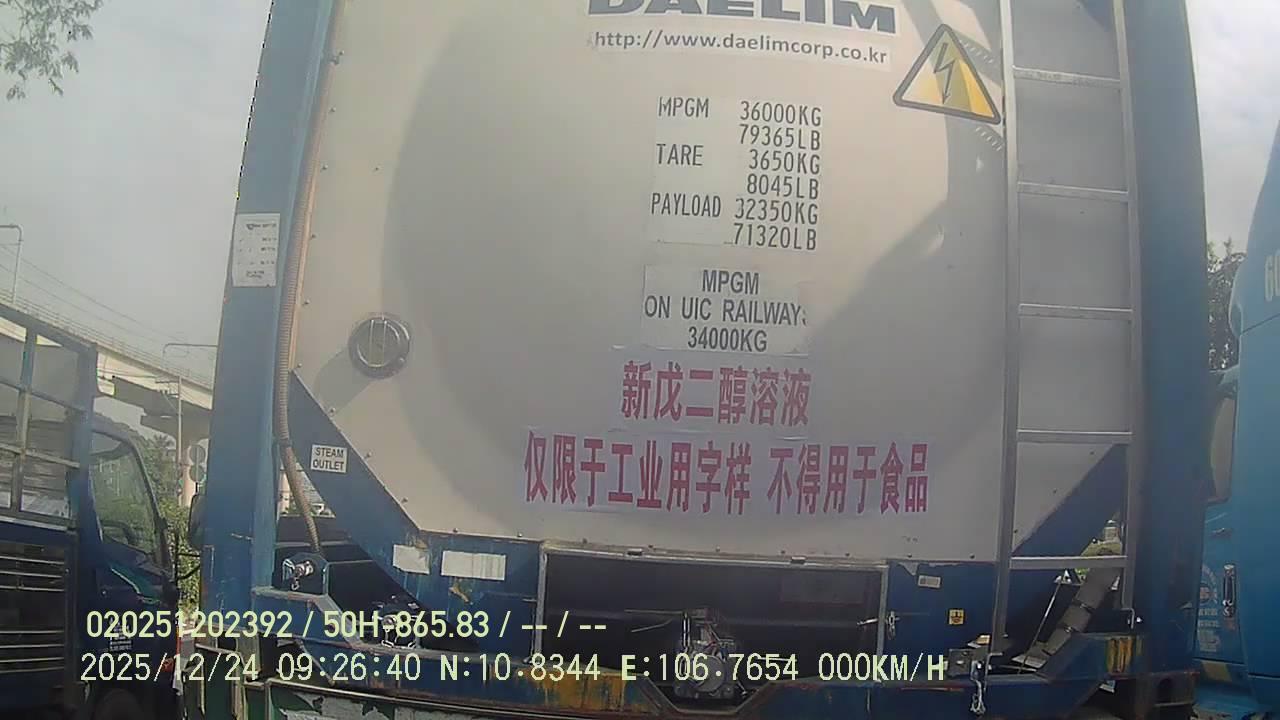 DAELIM
http://www.daelimcorp.co.kr
MPGM 36000KG
79365LB
TARE 3650KG
8045LB
PAYLOAD 32350KG
71320LB
MPGM
ON UIC RAILWAYS
34000KG
新戊二醇溶液
仅限于工业用字样 不得用于食品
STEAM
OUTLET
020251202392 / 50H-865.83 / -- / --
2025/12/24 09:26:40 N:10.8344 E:106.7654 000KM/H